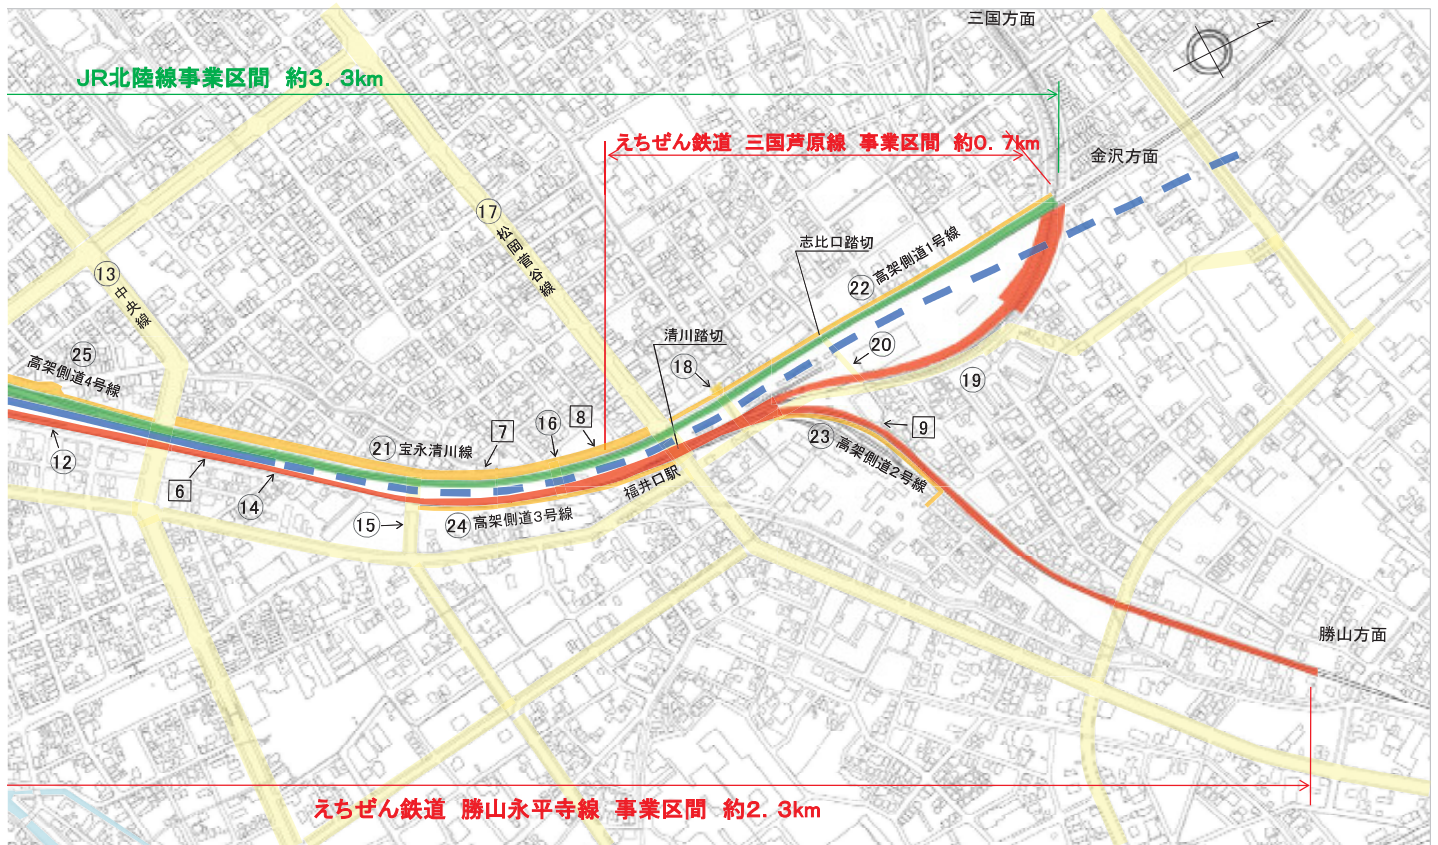 三国方面
JR北陸線事業区間 約3.3km
えちぜん鉄道 三国芦原線 事業区間 約0.7km
金沢方面
⑰
松岡菅谷線
志比口踏切
㉒ 高架側道1号線
⑬
中央線
清川踏切
⑳
㉕
高架側道4号線
⑱
⑲
8
⑯
7
㉑ 宝永清川線
9
㉓ 高架側道2号線
⑫
6
⑭
福井口駅
⑮
㉔ 高架側道3号線
勝山方面
えちぜん鉄道 勝山永平寺線 事業区間 約2.3km